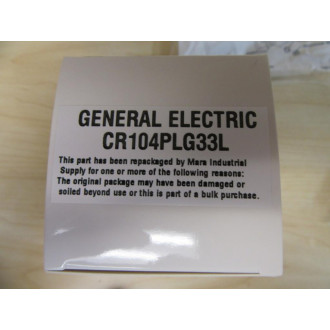 GENERAL ELECTRIC
CR104PLG33L
This part has been repackaged by Mara Industrial
Supply for one or more of the following reasons:
The original package may have been damaged or
soiled beyond use or this is part of a bulk purchase.